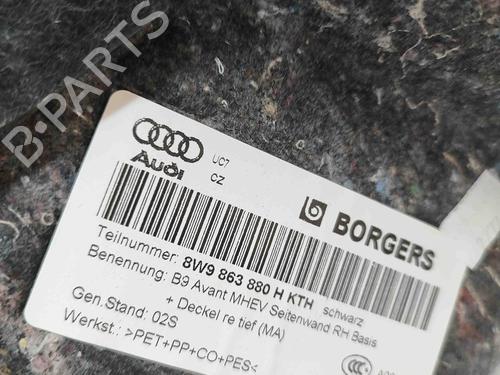 B-PARTS
Audi
UC7
CZ
BORGERS
Teilnummer: 8W9 863 880 H KTH schwarz
Benennung: B9 Avant MHEV Seitenwand RH Basis
+ Deckel re tief (MA)
Gen.Stand: 02S
Werkst.: >PET+PP+CO+PES<